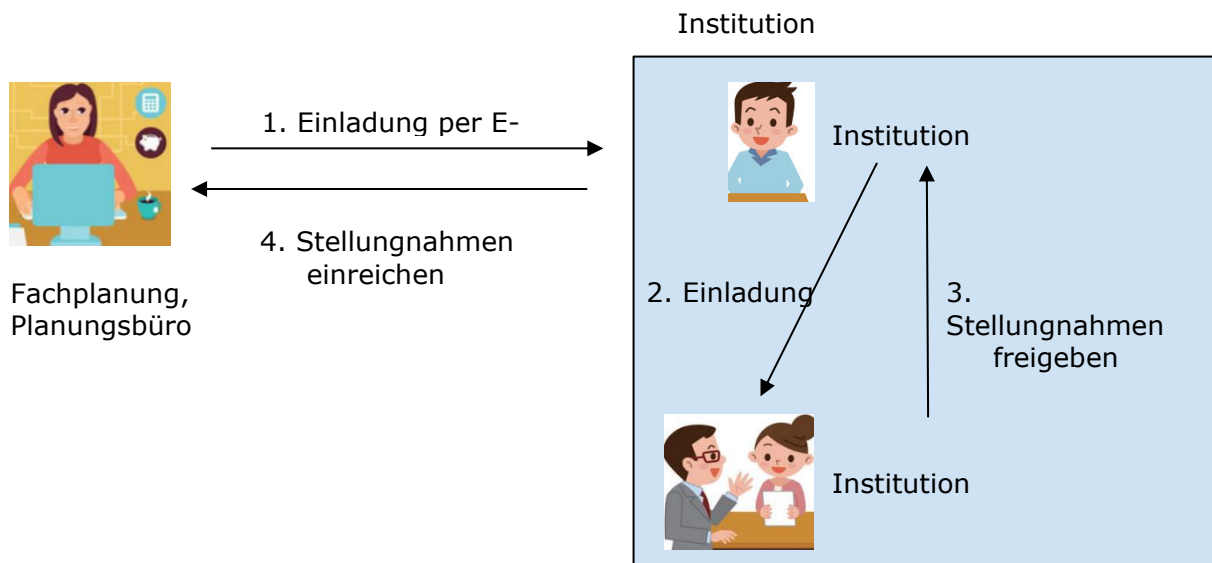 Institution
1. Einladung per E-
Institution
4. Stellungnahmen
einreichen
Fachplanung,
Planungsbüro
2. Einladung
3.
Stellungnahmen
freigeben
Institution